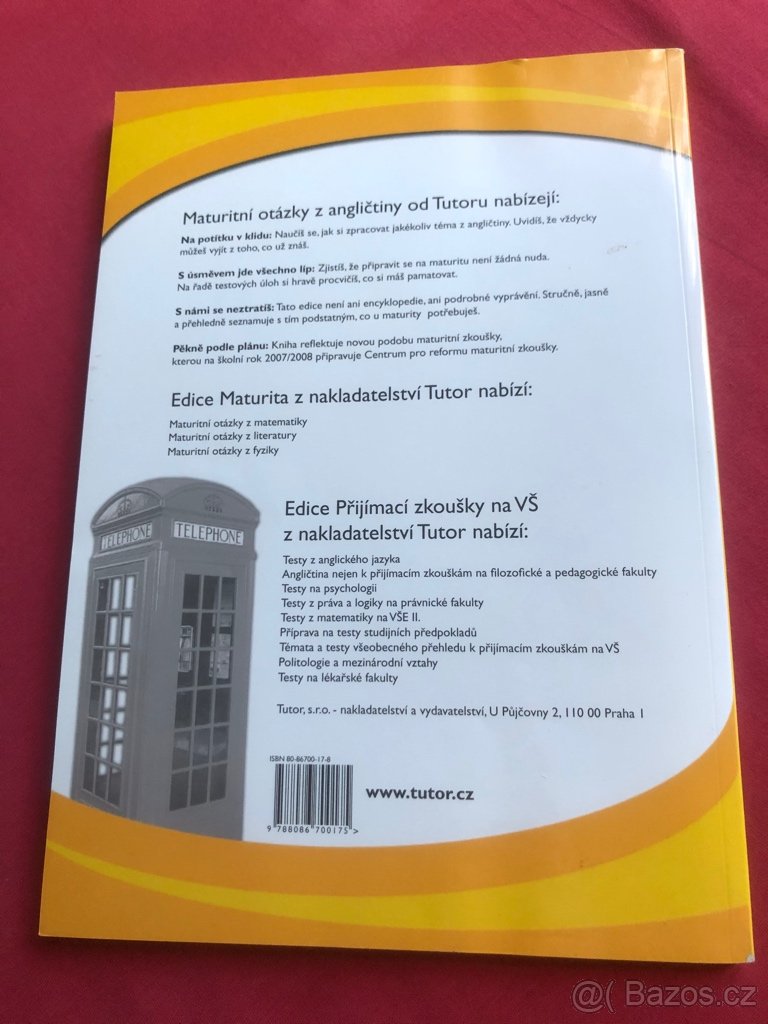 Maturitní otázky z angličtiny od Tutoru nabízejí:
Na potítku v klidu: Naučíš se, jak si zpracovat jakékoliv téma z angličtiny. Uvidíš, že vždycky
můžeš vyjít z toho, co už znáš.
S úsměvem jde všechno líp: Zjistíš, že připravit se na maturitu není žádná nuda.
Na řadě testových úloh si hravě procvičíš, co si máš pamatovat.
S námi se neztratíš: Tato edice není ani encyklopedie, ani podrobné vyprávění. Stručně, jasně
a přehledně seznamuje s tím podstatným, co u maturity potřebuješ.
Pěkně podle plánu: Kniha reflektuje novou podobu maturitní zkoušky,
kterou na školní rok 2007/2008 připravuje Centrum pro reformu maturitní zkoušky.
Edice Maturita z nakladatelství Tutor nabízí:
Maturitní otázky z matematiky
Maturitní otázky z literatury
Maturitní otázky z fyziky
TELEPHONE
TELEPHONE
Edice Přijímací zkoušky na VŠ
z nakladatelství Tutor nabízí:
Testy z anglického jazyka
Angličtina nejen k přijímacím zkouškám na filozofické a pedagogické fakulty
Testy na psychologii
Testy z práva a logiky na právnické fakulty
Testy z matematiky na VŠE II.
Příprava na testy studijních předpokladů
Témata a testy všeobecného přehledu k přijímacím zkouškám na VŠ
Politologie a mezinárodní vztahy
Testy na lékařské fakulty
Tutor, s.r.o. - nakladatelství a vydavatelství, U Půjčovny 2, 110 00 Praha 1
ISBN 80-86700-17-8
www.tutor.cz
9 788086 700175 >
@( Bazos.cz